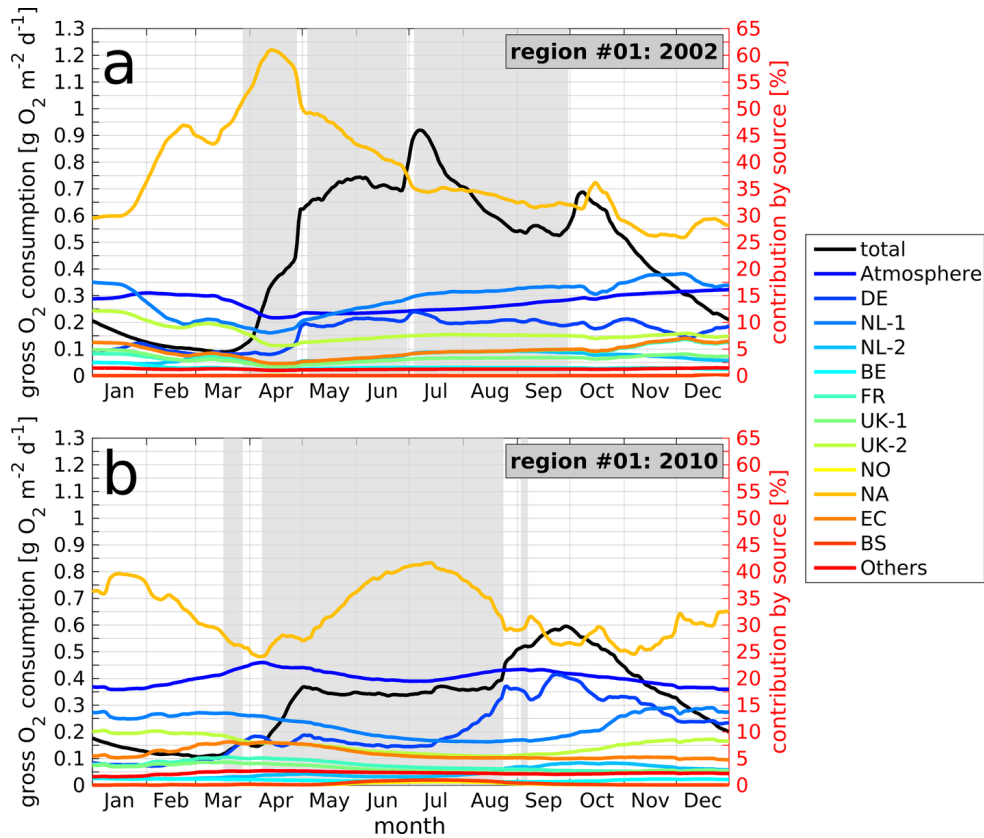 a
region #01: 2002
gross O2 consumption [g O2 m-2 d-1]
1.3
1.2
1.1
1
0.9
0.8
0.7
0.6
0.5
0.4
0.3
0.2
0.1
0
65
60
55
50
45
40
35
30
25
20
15
10
5
0
contribution by source [%]
Jan Feb Mar Apr May Jun Jul Aug Sep Oct Nov Dec
b
region #01: 2010
gross O2 consumption [g O2 m-2 d-1]
1.3
1.2
1.1
1
0.9
0.8
0.7
0.6
0.5
0.4
0.3
0.2
0.1
0
65
60
55
50
45
40
35
30
25
20
15
10
5
0
contribution by source [%]
Jan Feb Mar Apr May Jun Jul Aug Sep Oct Nov Dec
month
total
Atmosphere
DE
NL-1
NL-2
BE
FR
UK-1
UK-2
NO
NA
EC
BS
Others